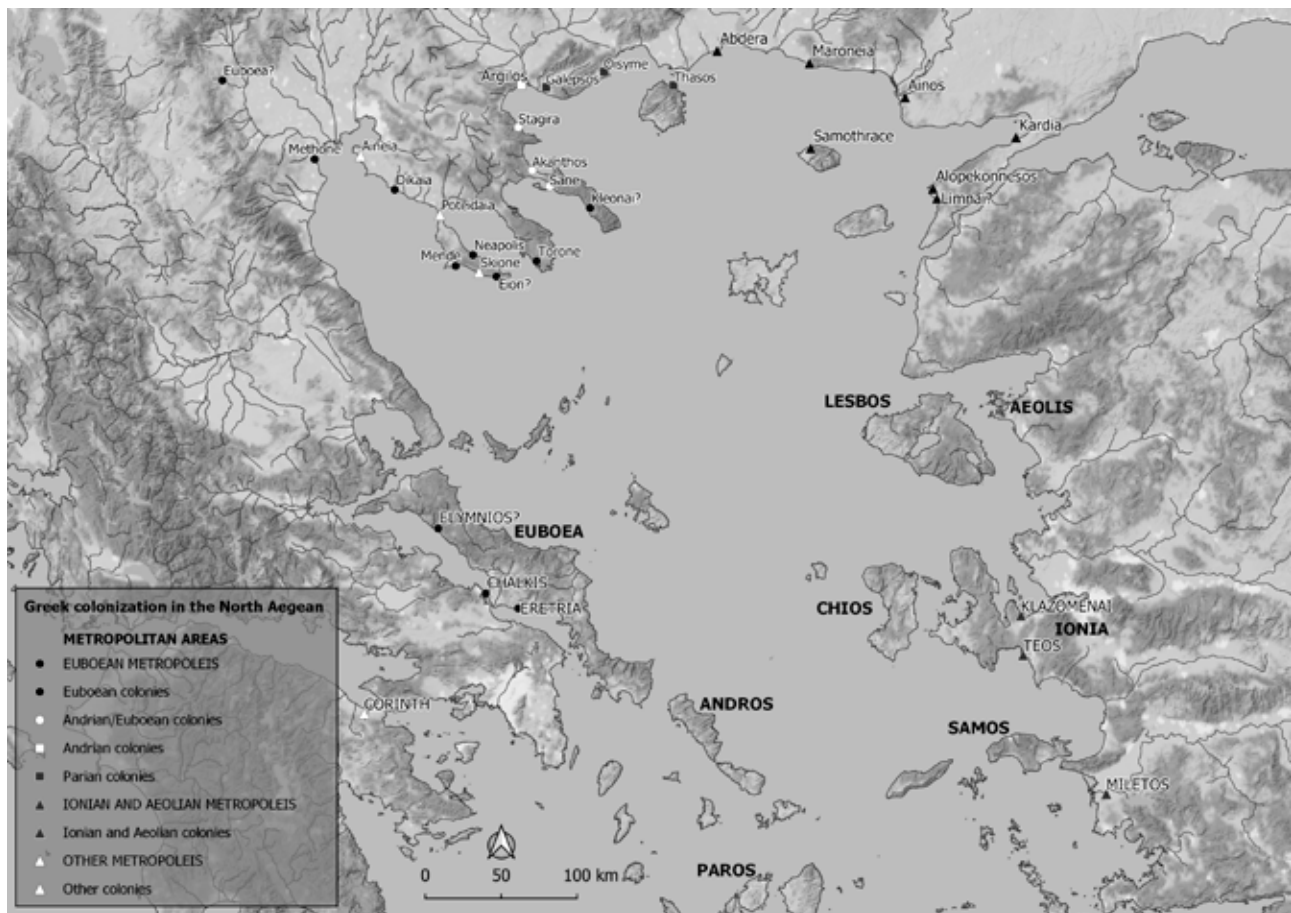 Abdera
Maroneia
Euboea?
Oisyme
Argilos
Galepsos
Thasos
Ainos
Stagira
Kardia
Samothrace
Methone
Aineia
Akanthos
Sane
Dikaia
Alopekonnesos
Limnai?
Kleonai?
Poteidaia
Neapolis
Mende
Skione
Torone
Eion?
LESBOS
AEOLIS
ELYMNIOS?
EUBOEA
CHALKIS
ERETRIA
CHIOS
KLAZOMENAI
IONIA
TEOS
CORINTH
ANDROS
SAMOS
MILETOS
PAROS
Greek colonization in the North Aegean
METROPOLITAN AREAS
EUBOEAN METROPOLEIS
Euboean colonies
Andrian/Euboean colonies
Andrian colonies
Parian colonies
IONIAN AND AEOLIAN METROPOLEIS
Ionian and Aeolian colonies
OTHER METROPOLEIS
Other colonies
0 50 100 km